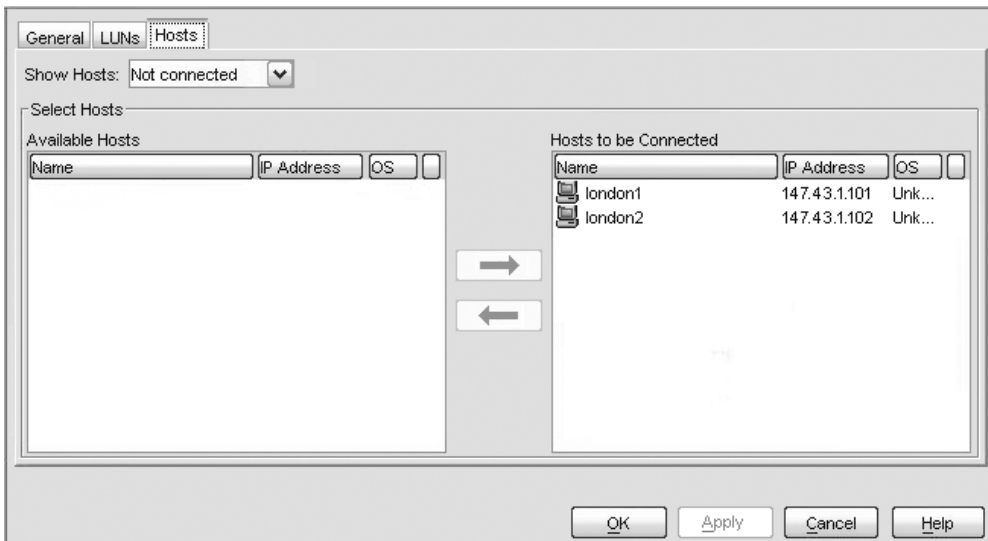 General LUNs Hosts
Show Hosts: Not connected
Select Hosts
Available Hosts
Name IP Address OS
Hosts to be Connected
Name IP Address OS
london1 147.43.1.101 Unk...
london2 147.43.1.102 Unk...
OK Apply Cancel Help